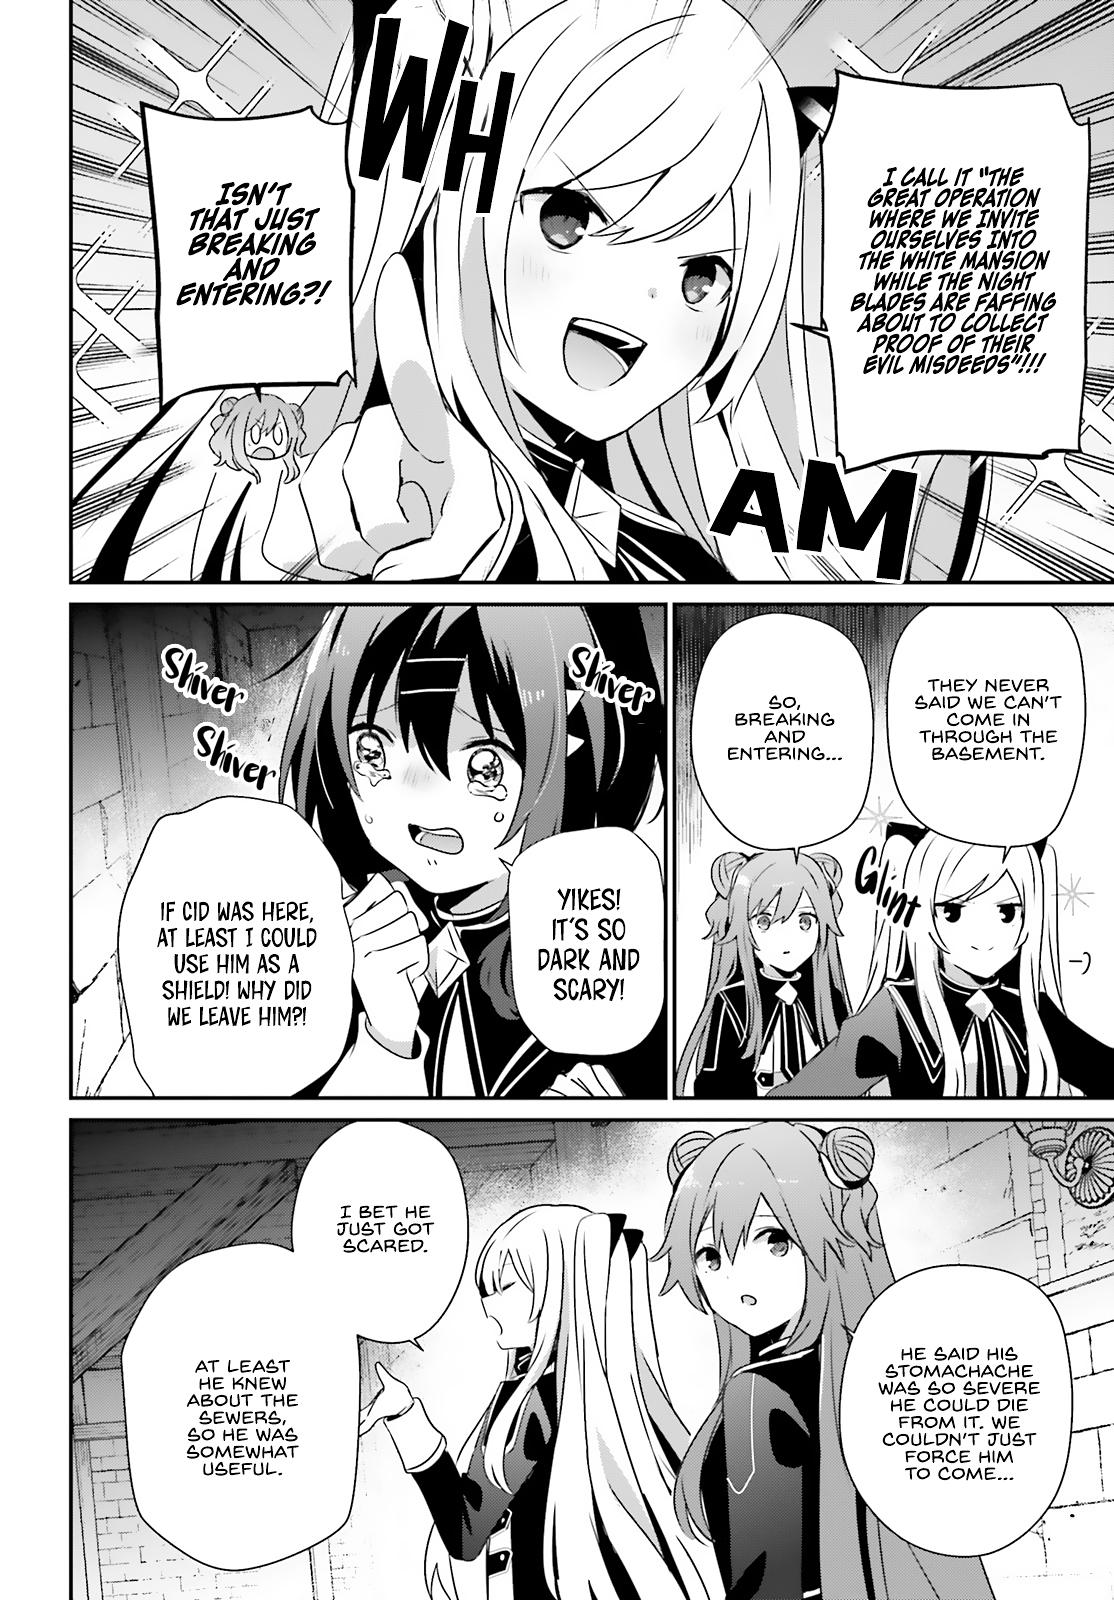 I CALL IT "THE
GREAT OPERATION
WHERE WE INVITE
OURSELVES INTO
THE WHITE MANSION
WHILE THE NIGHT
BLADES ARE FAFFING
ABOUT TO COLLECT
PROOF OF THEIR
EVIL MISDEEDS"!!!
WH
AM
ISN'T
THAT JUST
BREAKING
AND
ENTERING?!
THEY NEVER
SAID WE CAN'T
COME IN
THROUGH THE
BASEMENT.
SO,
BREAKING
AND
ENTERING...
Glint
Shiver
Shiver
Shiver
YIKES!
IT'S SO
DARK AND
SCARY!
IF CID WAS HERE,
AT LEAST I COULD
USE HIM AS A
SHIELD! WHY DID
WE LEAVE HIM?!
HE SAID HIS
STOMACHACHE
WAS SO SEVERE
HE COULD DIE
FROM IT. WE
COULDN'T JUST
FORCE HIM
TO COME...
I BET HE
JUST GOT
SCARED.
AT LEAST
HE KNEW
ABOUT THE
SEWERS,
SO HE WAS
SOMEWHAT
USEFUL.